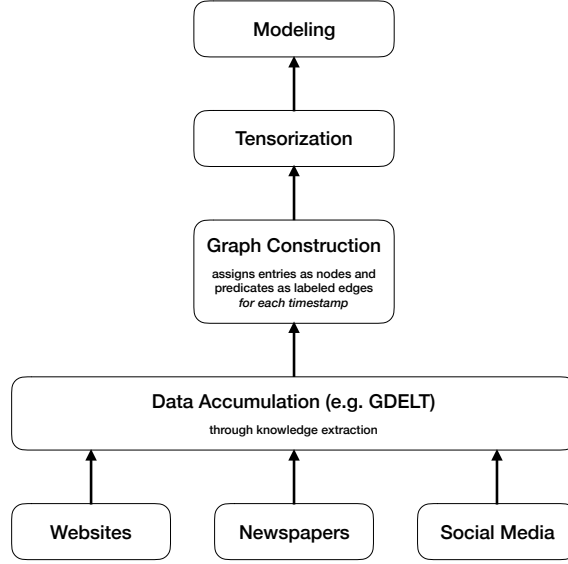 Modeling
Tensorization
Graph Construction
assigns entries as nodes and
predicates as labeled edges
for each timestamp
Data Accumulation (e.g. GDELT)
through knowledge extraction
Websites
Newspapers
Social Media